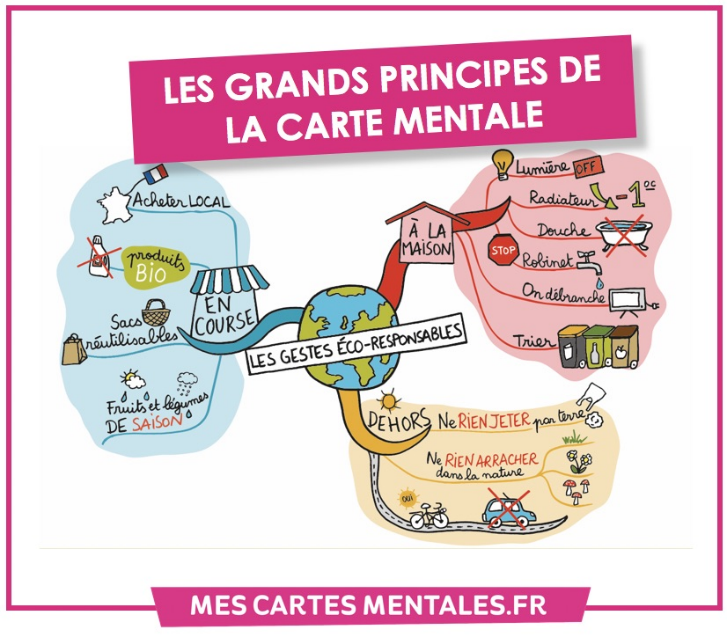 LES GRANDS PRINCIPES DE
LA CARTE MENTALE
Acheter LOCAL
produits
BIO
EN
COURSE
Sacs
réutilisables
Fruits et légumes
DE SAISON
LES GESTES ÉCO-RESPONSABLES
À LA
MAISON
Lumière OFF
Radiateur -1°C
Douche
STOP
Robinet
On débranche
Trier
DEHORS
Ne RIEN JETER par terre
Ne RIEN ARRACHER
dans la nature
OUI
MES CARTES MENTALES.FR